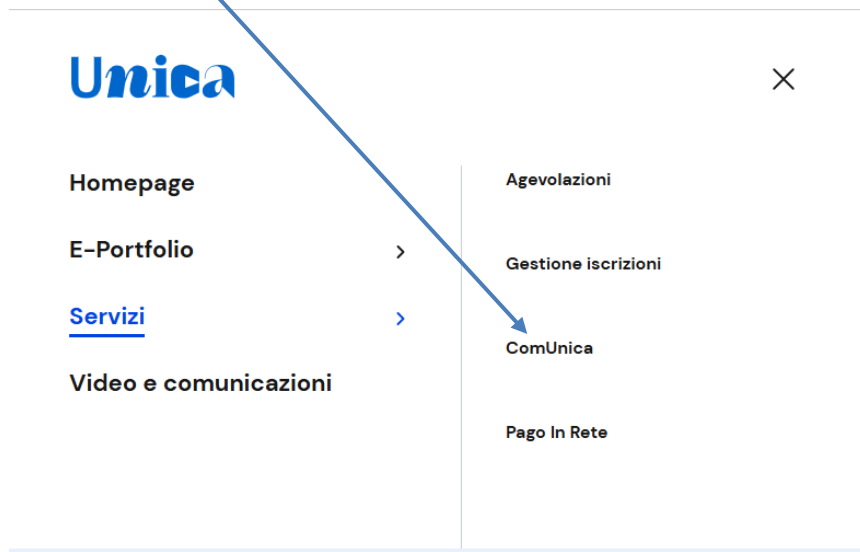 Unica
Homepage
E-Portfolio
Servizi
Video e comunicazioni
Agevolazioni
Gestione iscrizioni
ComUnica
Pago In Rete